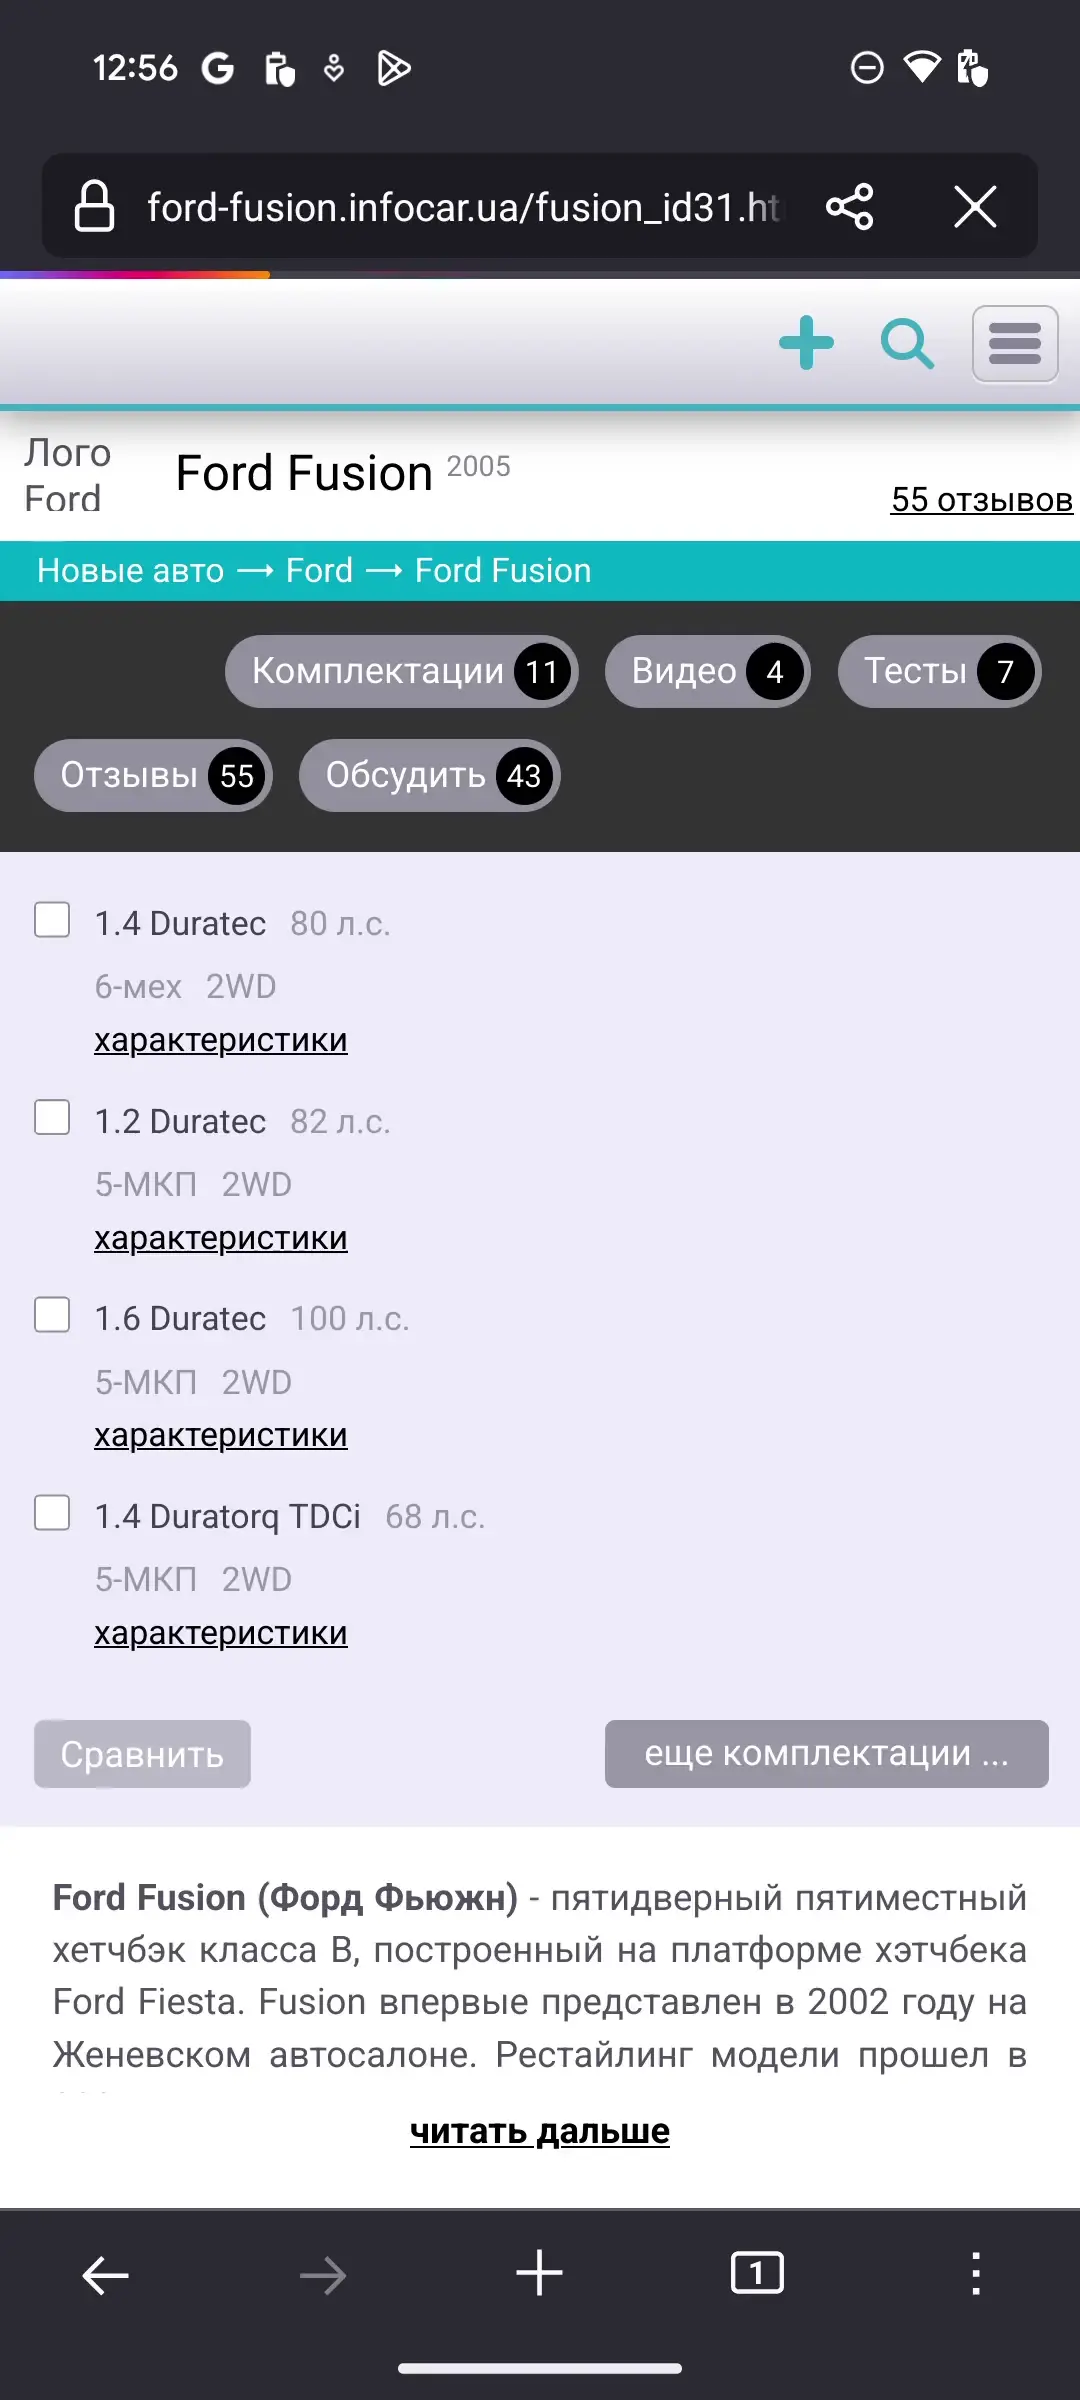 12:56
ford-fusion.infocar.ua/fusion_id31.ht
Лого
Ford
Ford Fusion 2005
55 отзывов
Новые авто → Ford → Ford Fusion
Комплектации 11 Видео 4 Тесты 7
Отзывы 55 Обсудить 43
1.4 Duratec 80 л.с.
6-мех 2WD
характеристики
1.2 Duratec 82 л.с.
5-МКП 2WD
характеристики
1.6 Duratec 100 л.с.
5-МКП 2WD
характеристики
1.4 Duratorq TDCi 68 л.с.
5-МКП 2WD
характеристики
Сравнить еще комплектации ...
Ford Fusion (Форд Фьюжн) - пятидверный пятиместный
хетчбэк класса В, построенный на платформе хэтчбека
Ford Fiesta. Fusion впервые представлен в 2002 году на
Женевском автосалоне. Рестайлинг модели прошел в
читать дальше
1